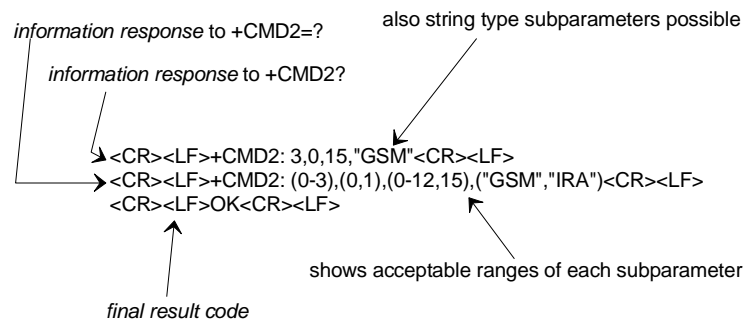 information response to +CMD2=?
also string type subparameters possible
information response to +CMD2?
<CR><LF>+CMD2: 3,0,15,"GSM"<CR><LF>
<CR><LF>+CMD2: (0-3),(0,1),(0-12,15),("GSM","IRA")<CR><LF>
<CR><LF>OK<CR><LF>
shows acceptable ranges of each subparameter
final result code